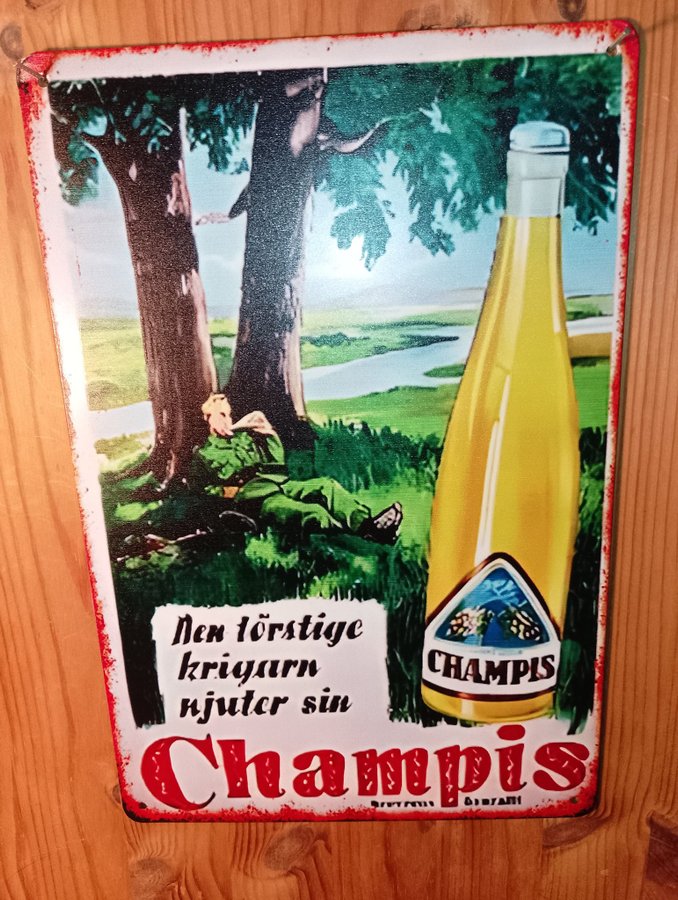 CHAMPIS
Den törstige
krigarn
njuter sin
Champis